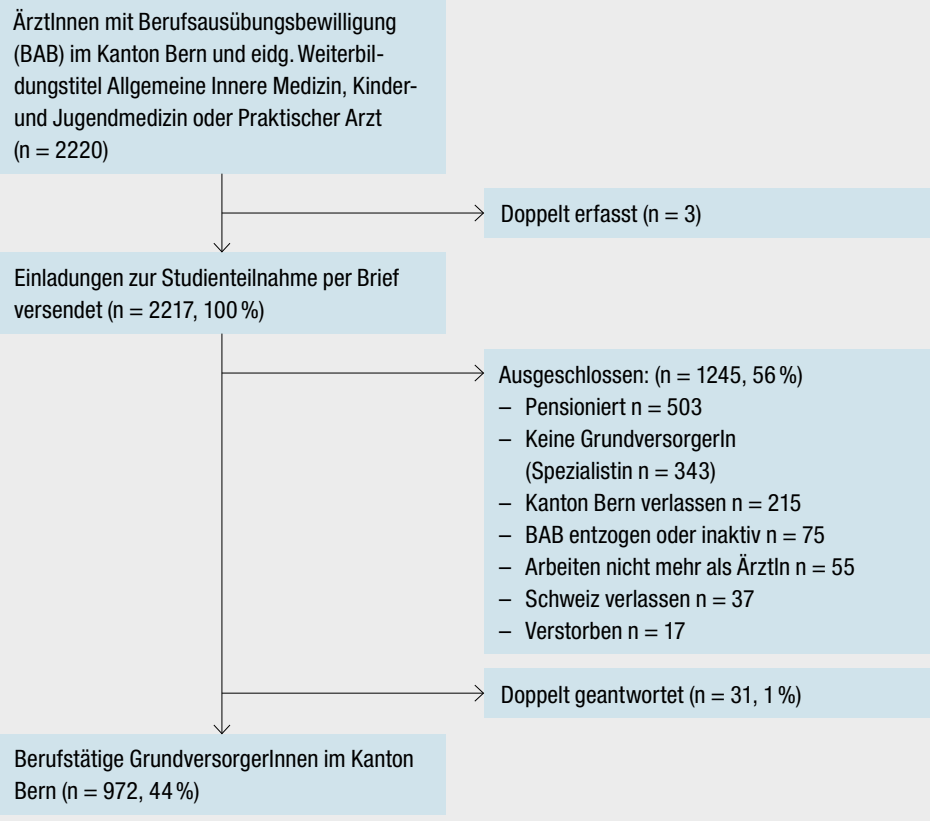 ÄrztInnen mit Berufsausübungsbewilligung
(BAB) im Kanton Bern und eidg. Weiterbil-
dungstitel Allgemeine Innere Medizin, Kinder-
und Jugendmedizin oder Praktischer Arzt
(n = 2220)
Doppelt erfasst (n = 3)
Einladungen zur Studienteilnahme per Brief
versendet (n = 2217, 100 %)
Ausgeschlossen: (n = 1245, 56 %)
– Pensioniert n = 503
– Keine GrundversorgerIn
(Spezialistin n = 343)
– Kanton Bern verlassen n = 215
– BAB entzogen oder inaktiv n = 75
– Arbeiten nicht mehr als ÄrztIn n = 55
– Schweiz verlassen n = 37
– Verstorben n = 17
Doppelt geantwortet (n = 31, 1 %)
Berufstätige GrundversorgerInnen im Kanton
Bern (n = 972, 44 %)